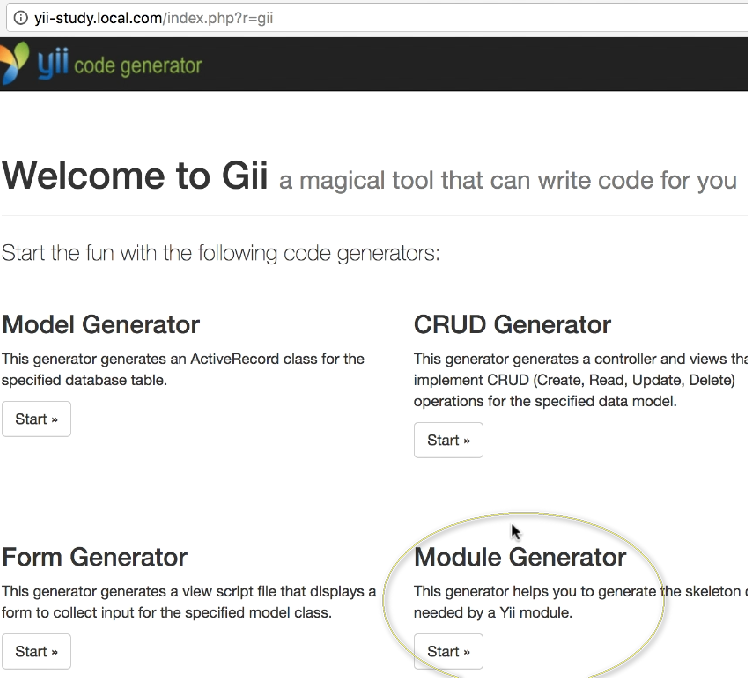 yii-study.local.com/index.php?r=gii
yii code generator
Welcome to Gii a magical tool that can write code for you
Start the fun with the following code generators:
Model Generator
This generator generates an ActiveRecord class for the
specified database table.
Start »
CRUD Generator
This generator generates a controller and views tha
implement CRUD (Create, Read, Update, Delete)
operations for the specified data model.
Start »
Form Generator
This generator generates a view script file that displays a
form to collect input for the specified model class.
Start »
Module Generator
This generator helps you to generate the skeleton
needed by a Yii module.
Start »